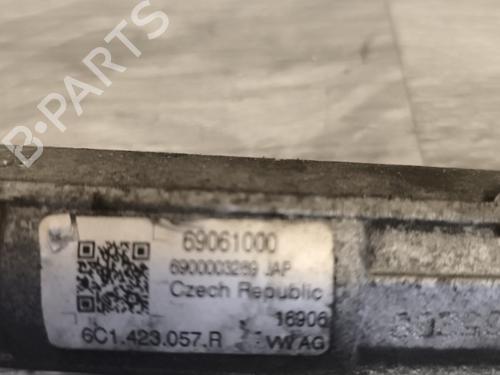 B-PARTS
69061000
6900003289 JAP
Czech Republic
16906
6C1.423.057.R VW AG